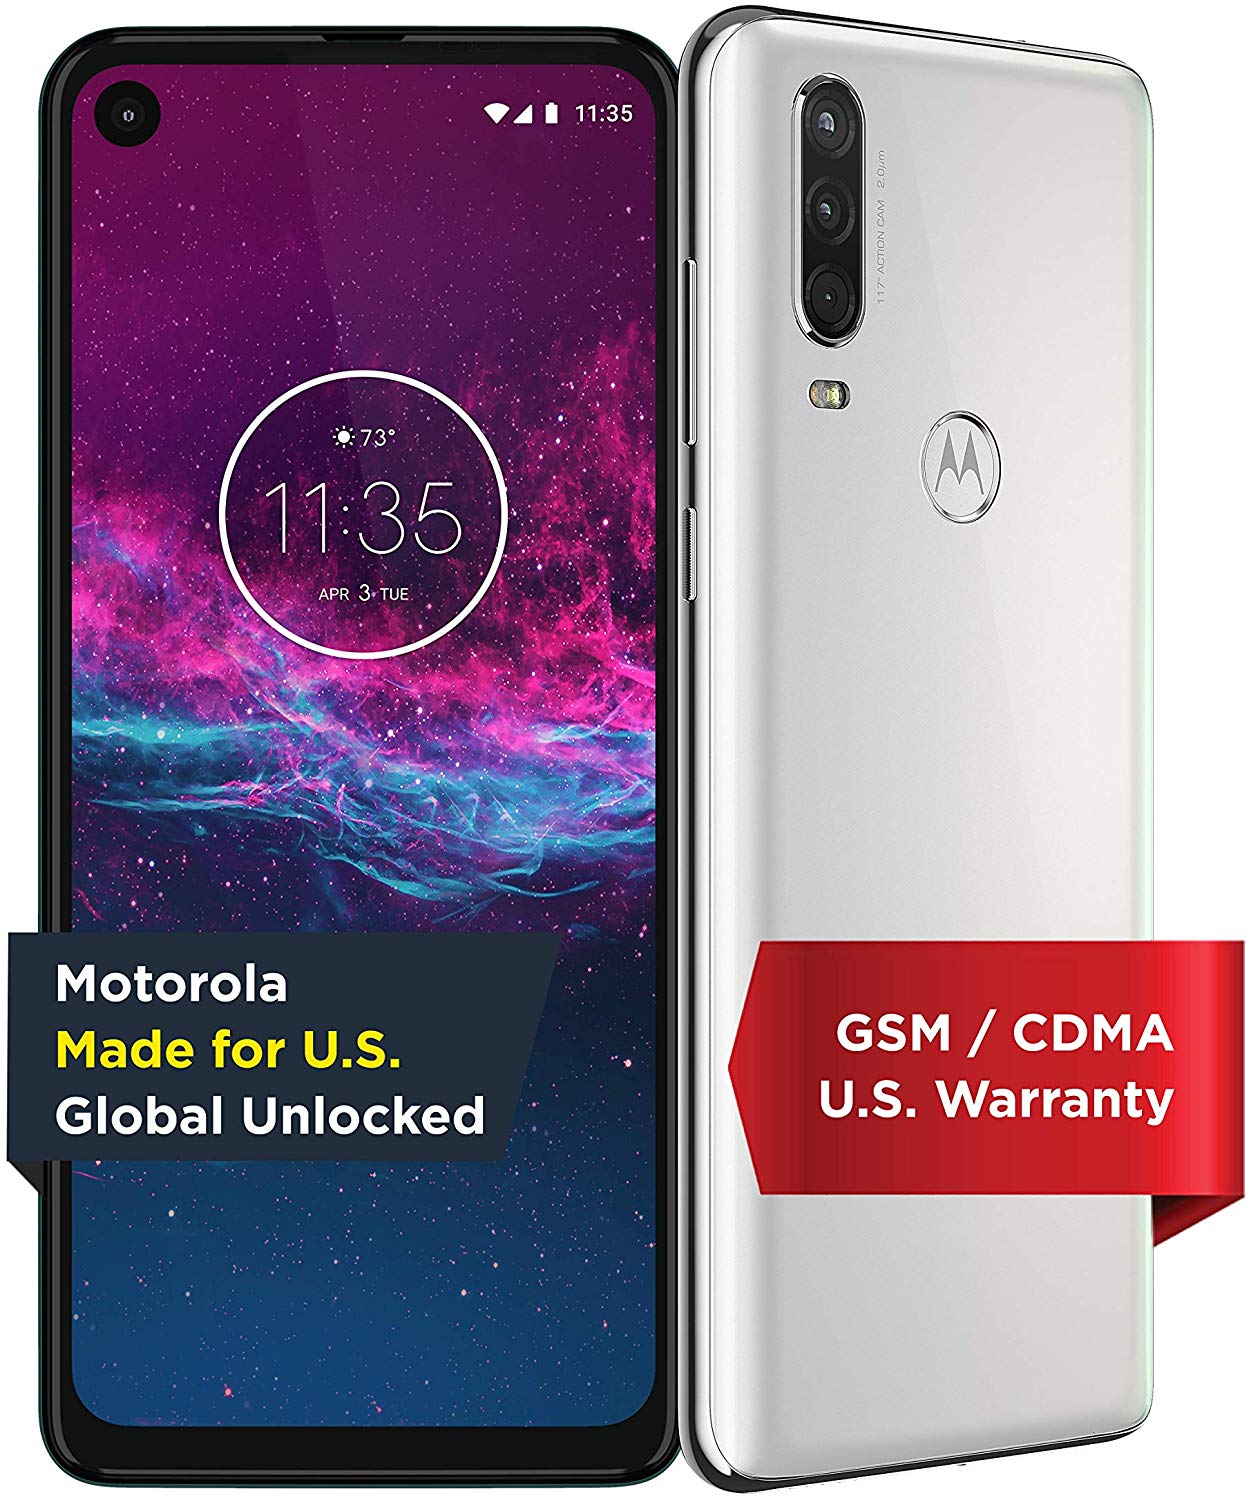 11:35
73°
11:35
APR 3 TUE
117° ACTION CAM 2.0µm
Motorola
Made for U.S.
Global Unlocked
GSM / CDMA
U.S. Warranty